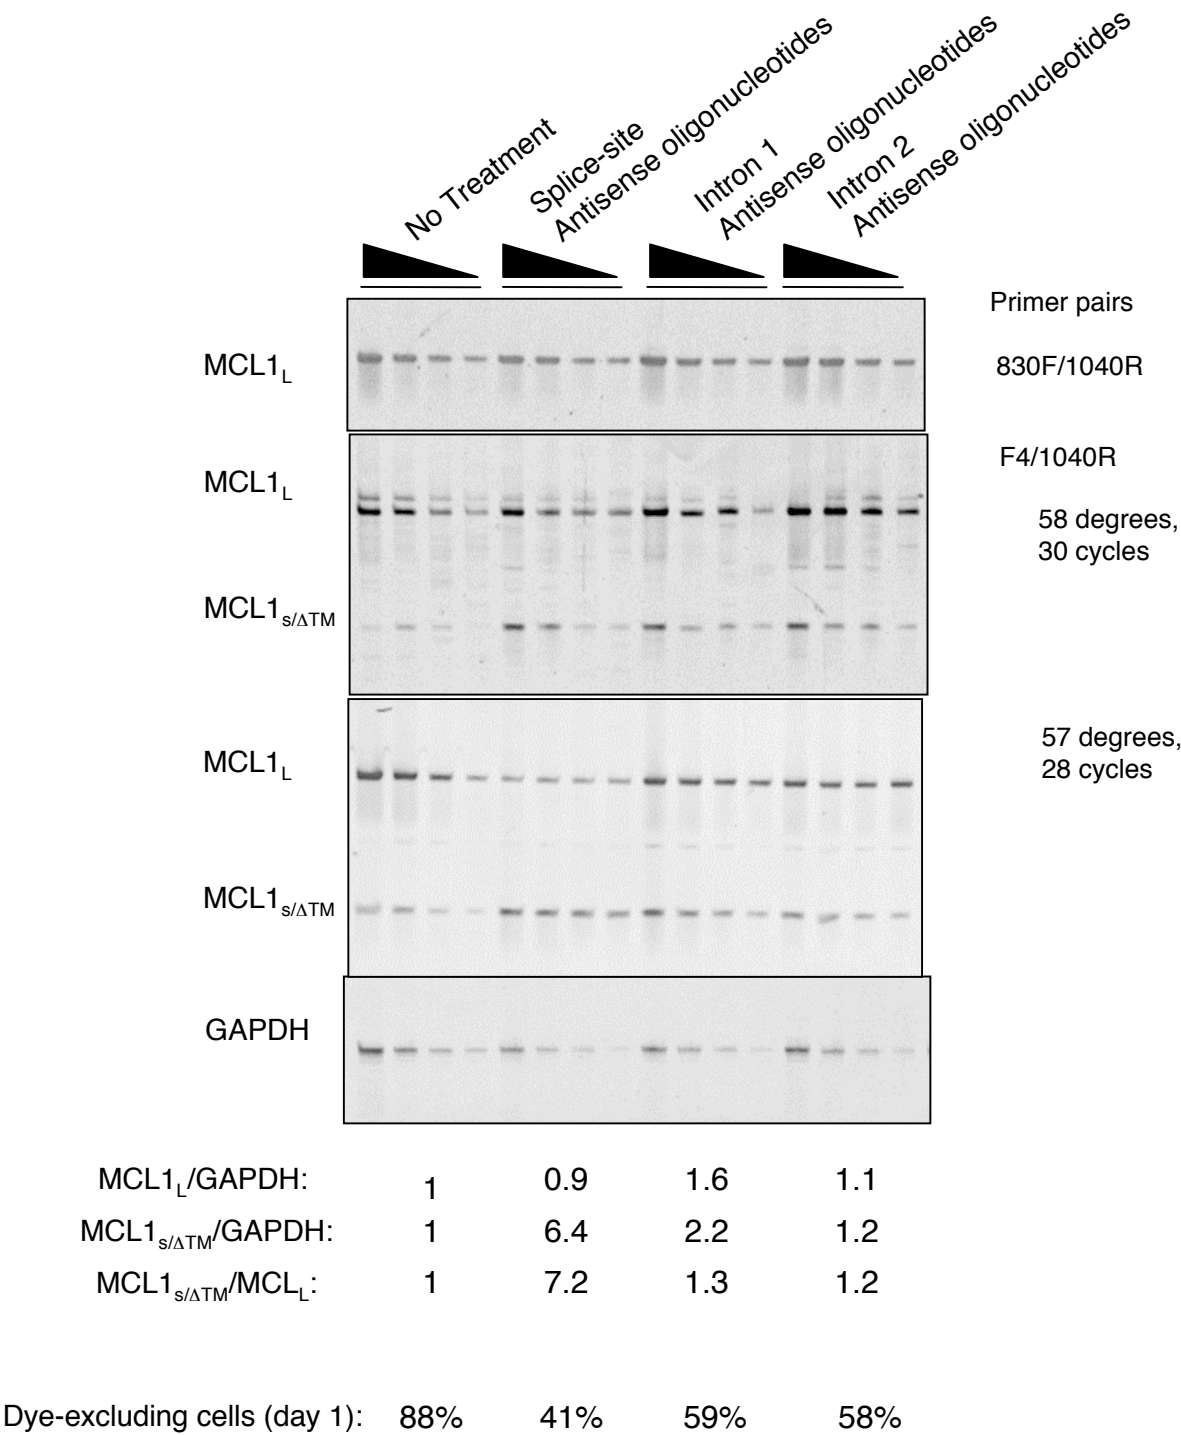 No Treatment
Splice-site
Antisense oligonucleotides
Intron 1
Antisense oligonucleotides
Intron 2
Antisense oligonucleotides
Primer pairs
MCL1L
830F/1040R
F4/1040R
MCL1L
58 degrees,
30 cycles
MCL1s/ΔTM
MCL1L
57 degrees,
28 cycles
MCL1s/ΔTM
GAPDH
MCL1L/GAPDH: 1 0.9 1.6 1.1
MCL1s/ΔTM/GAPDH: 1 6.4 2.2 1.2
MCL1s/ΔTM/MCLL: 1 7.2 1.3 1.2
Dye-excluding cells (day 1): 88% 41% 59% 58%